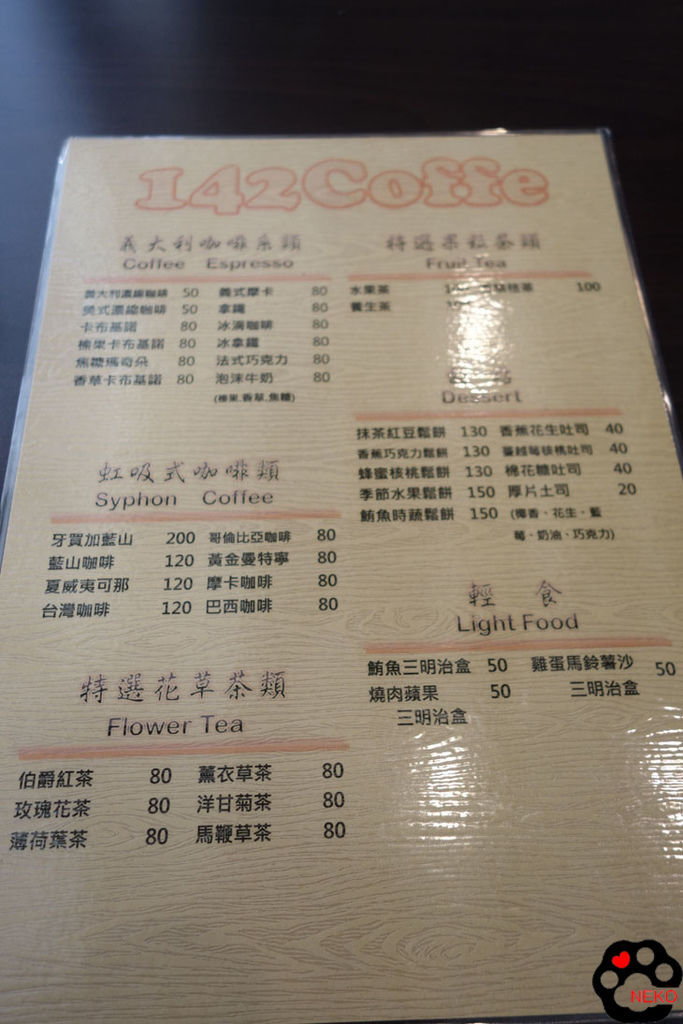 142Coffe
義大利咖啡系類
Coffee Espresso
義大利濃縮咖啡 50 義式摩卡 80
美式濃縮咖啡 50 拿鐵 80
卡布基諾 80 冰滴咖啡 80
榛果卡布基諾 80 冰拿鐵 80
焦糖瑪奇朵 80 法式巧克力 80
香草卡布基諾 80 泡沫牛奶 80
(榛果.香草.焦糖)
虹吸式咖啡類
Syphon Coffee
牙買加藍山 200 哥倫比亞咖啡 80
藍山咖啡 120 黃金曼特寧 80
夏威夷可那 120 摩卡咖啡 80
台灣咖啡 120 巴西咖啡 80
特選花草茶類
Flower Tea
伯爵紅茶 80 薰衣草茶 80
玫瑰花茶 80 洋甘菊茶 80
薄荷葉茶 80 馬鞭草茶 80
特選果粒茶類
Fruit Tea
水果茶 100
養生茶
Dessert
抹茶紅豆鬆餅 130 香蕉花生吐司 40
香蕉巧克力鬆餅 130 蔓越莓核桃吐司 40
蜂蜜核桃鬆餅 130 棉花糖吐司 40
季節水果鬆餅 150 厚片土司 20
鮪魚時蔬鬆餅 150 (椰香、花生、藍
莓、奶油、巧克力)
輕食
Light Food
鮪魚三明治盒 50 雞蛋馬鈴薯沙 50
燒肉蘋果 50 三明治盒
三明治盒
NEKO